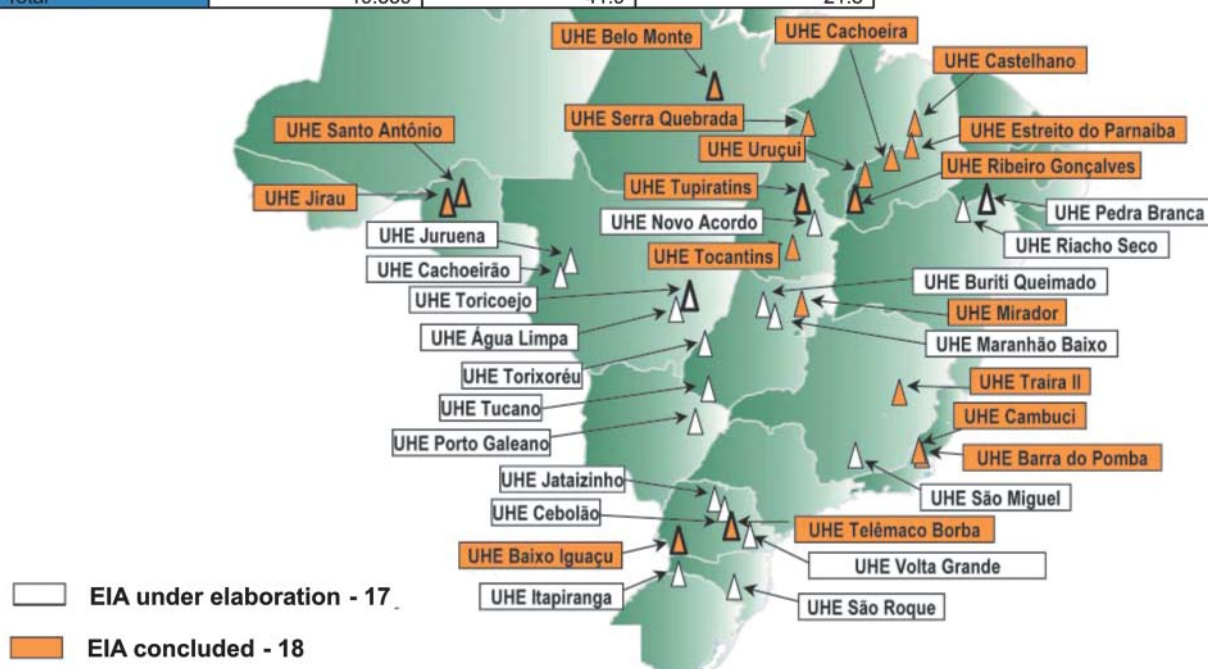 Total
UHE Belo Monte
UHE Cachoeira
UHE Castelhano
UHE Serra Quebrada
UHE Santo Antônio
UHE Estreito do Parnaiba
UHE Uruçui
UHE Ribeiro Gonçalves
UHE Jirau
UHE Tupiratins
UHE Novo Acordo
UHE Pedra Branca
UHE Juruena
UHE Riacho Seco
UHE Tocantins
UHE Cachoeirão
UHE Buriti Queimado
UHE Toricoejo
UHE Mirador
UHE Água Limpa
UHE Maranhão Baixo
UHE Torixoréu
UHE Traíra II
UHE Tucano
UHE Cambuci
UHE Porto Galeano
UHE Barra do Pomba
UHE Jataizinho
UHE São Miguel
UHE Cebolão
UHE Telêmaco Borba
UHE Baixo Iguaçu
UHE Volta Grande
UHE Itapiranga
UHE São Roque
EIA under elaboration - 17
EIA concluded - 18